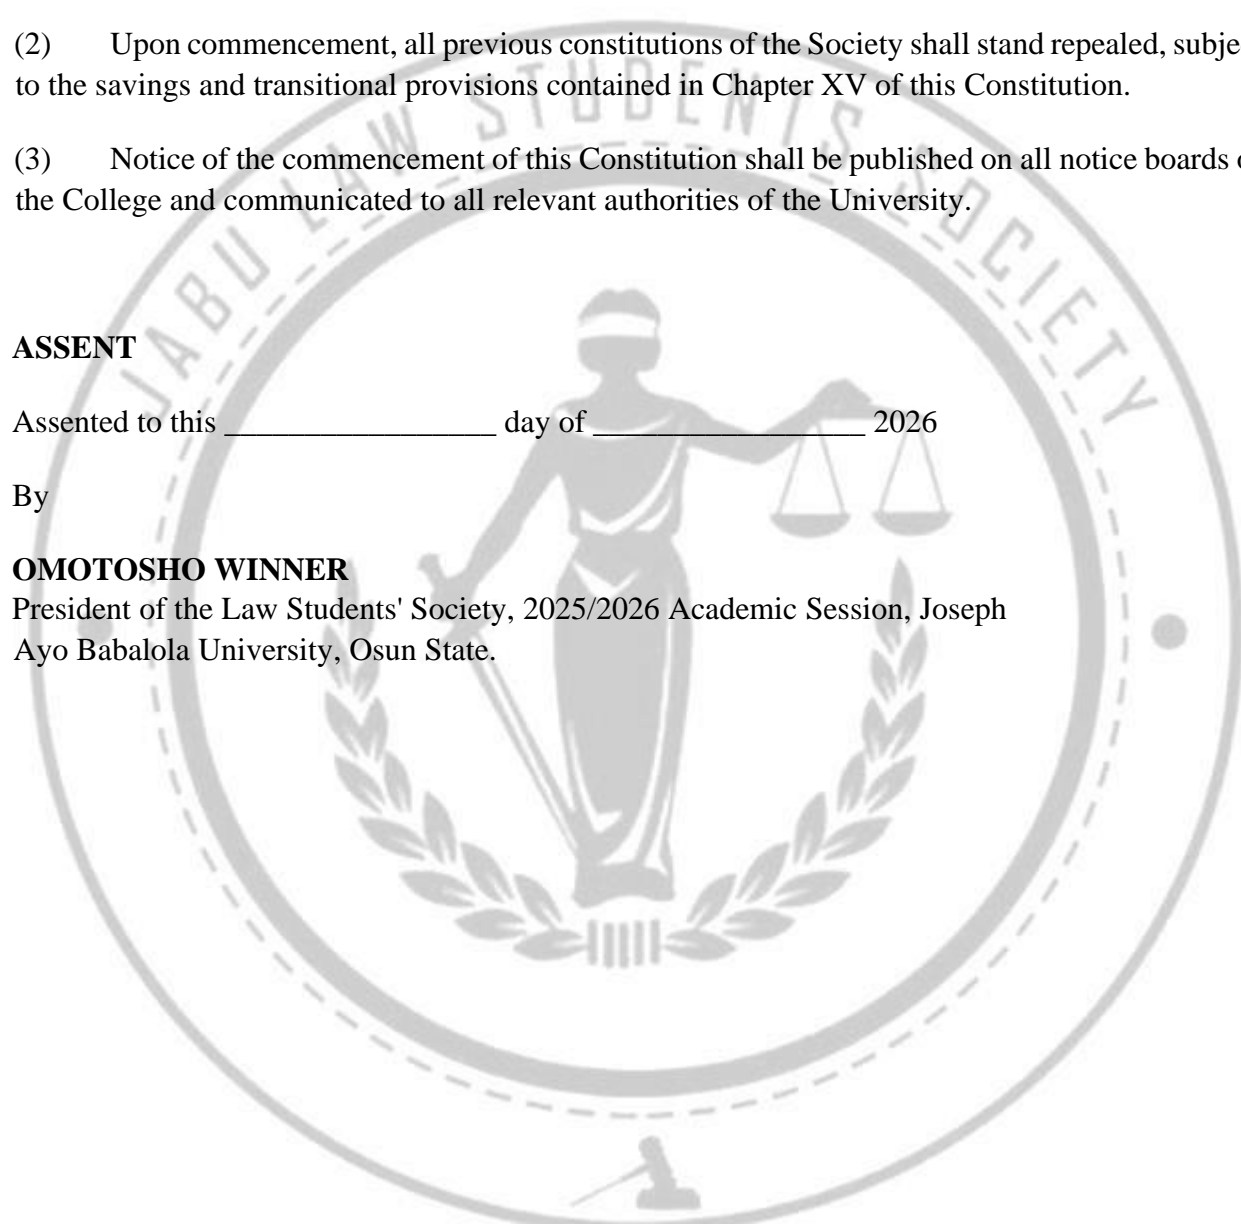 (2) Upon commencement, all previous constitutions of the Society shall stand repealed, subje
to the savings and transitional provisions contained in Chapter XV of this Constitution.
(3) Notice of the commencement of this Constitution shall be published on all notice boards
the College and communicated to all relevant authorities of the University.
JABU LAW STUDENTS SOCIETY
ASSENT
Assented to this _________________ day of _________________ 2026
By
OMOTOSHO WINNER
President of the Law Students' Society, 2025/2026 Academic Session, Joseph
Ayo Babalola University, Osun State.